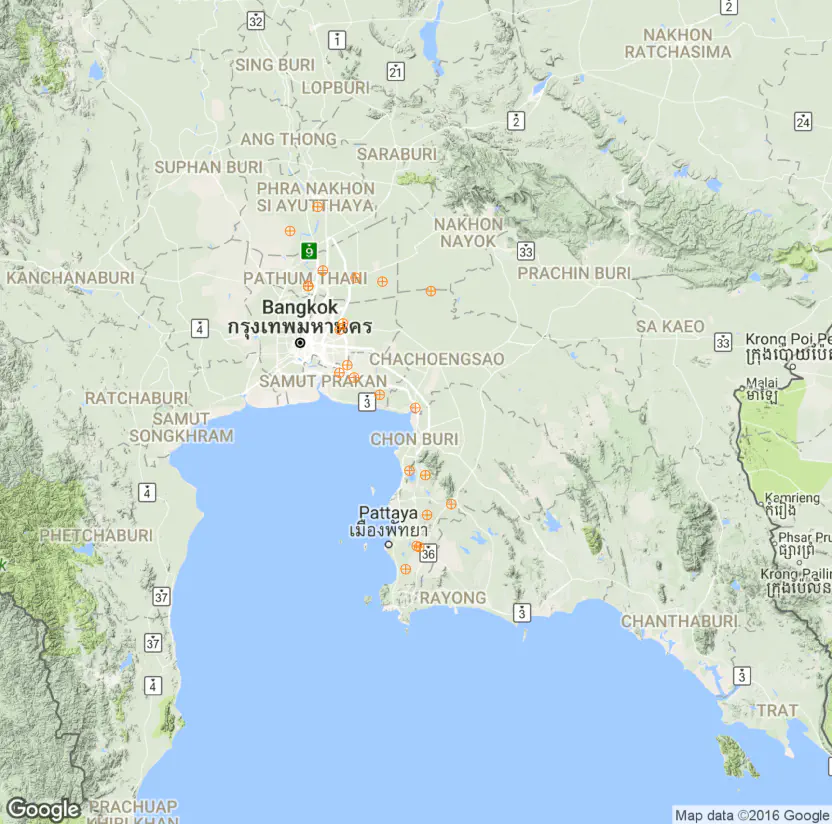 2
32
1
NAKHON
RATCHASIMA
SING BURI
21
LOPBURI
2
24
ANG THONG
SARABURI
SUPHAN BURI
PHRA NAKHON
SI AYUTTHAYA
NAKHON
NAYOK
9
33
KANCHANABURI
PATHUM THANI
PRACHIN BURI
Bangkok
กรุงเทพมหานคร
4
SA KAEO
33
Krong Poi Pe
ក្រុងប៉ោយប៉ែត
CHACHOENGSAO
SAMUT PRAKAN
Malai
មាឡៃ
RATCHABURI
3
SAMUT
SONGKHRAM
CHON BURI
4
Kamrieng
កំរៀង
Pattaya
เมืองพัทยา
PHETCHABURI
Phsar Pru
ផ្សារព្រំ
36
k
Krong Pailin
ក្រុងប៉ៃលិន
37
RAYONG
3
CHANTHABURI
37
3
4
TRAT
PRACHUAP
KHIRI KHAN
Google
Map data ©2016 Google